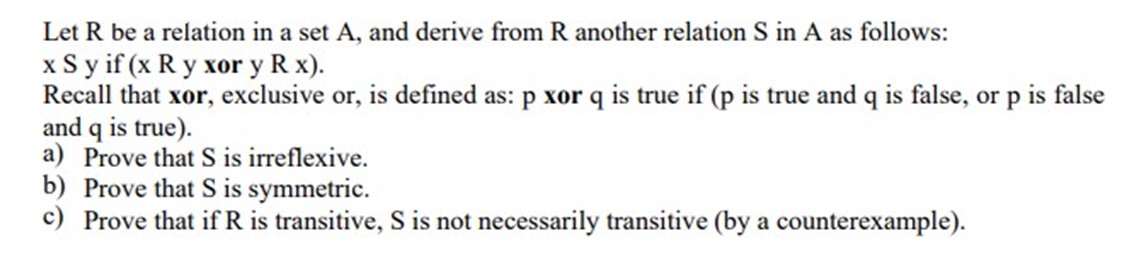 Let R be a relation in a set A, and derive from R another relation S in A as follows:
x S y if (x R y xor y R x).
Recall that xor, exclusive or, is defined as: p xor q is true if (p is true and q is false, or p is false
and q is true).
a) Prove that S is irreflexive.
b) Prove that S is symmetric.
c) Prove that if R is transitive, S is not necessarily transitive (by a counterexample).